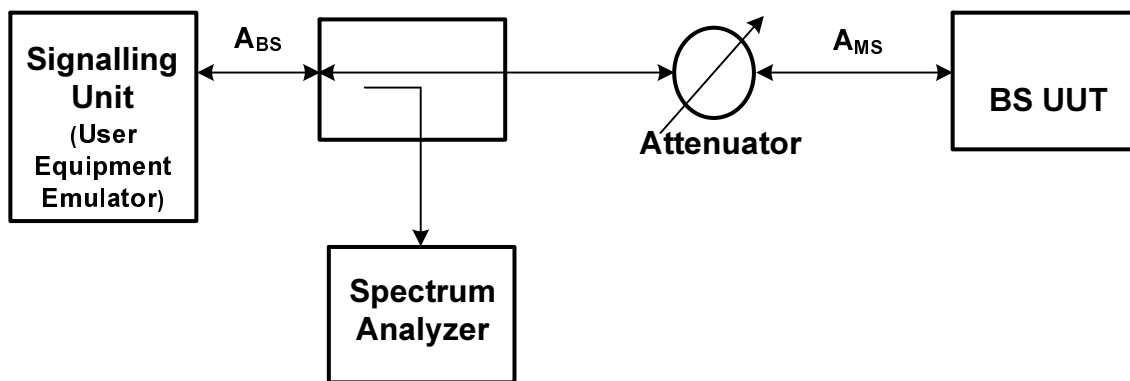 Signalling
Unit
(User
Equipment
Emulator)
ABS
Attenuator
AMS
BS UUT
Spectrum
Analyzer